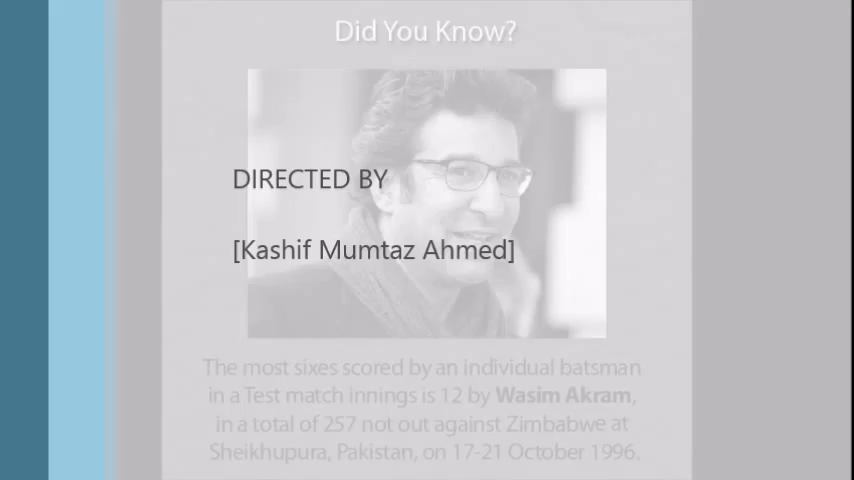 Did You Know?
DIRECTED BY
[Kashif Mumtaz Ahmed]
The most sixes scored by an individual batsman
in a Test match innings is 12 by Wasim Akram,
in a total of 257 not out against Zimbabwe at
Sheikhupura, Pakistan, on 17-21 October 1996.